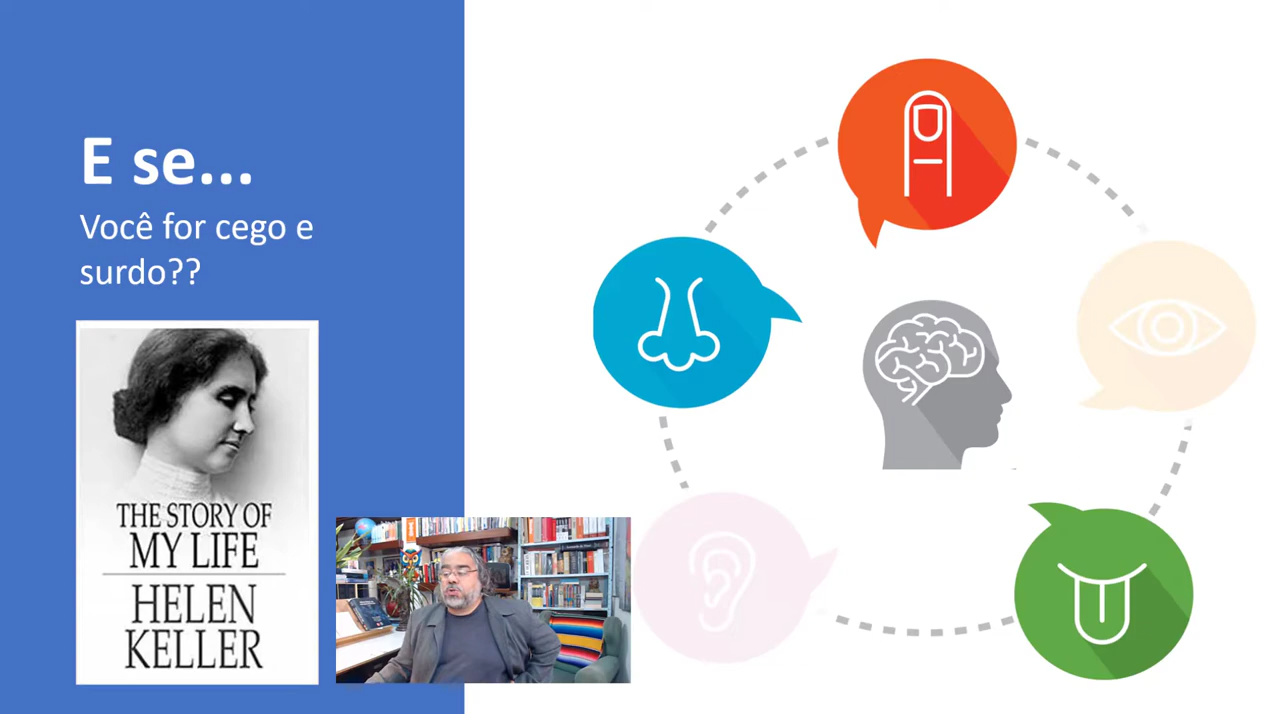 E se...
Você for cego e
surdo??
THE STORY OF
MY LIFE
HELEN
KELLER